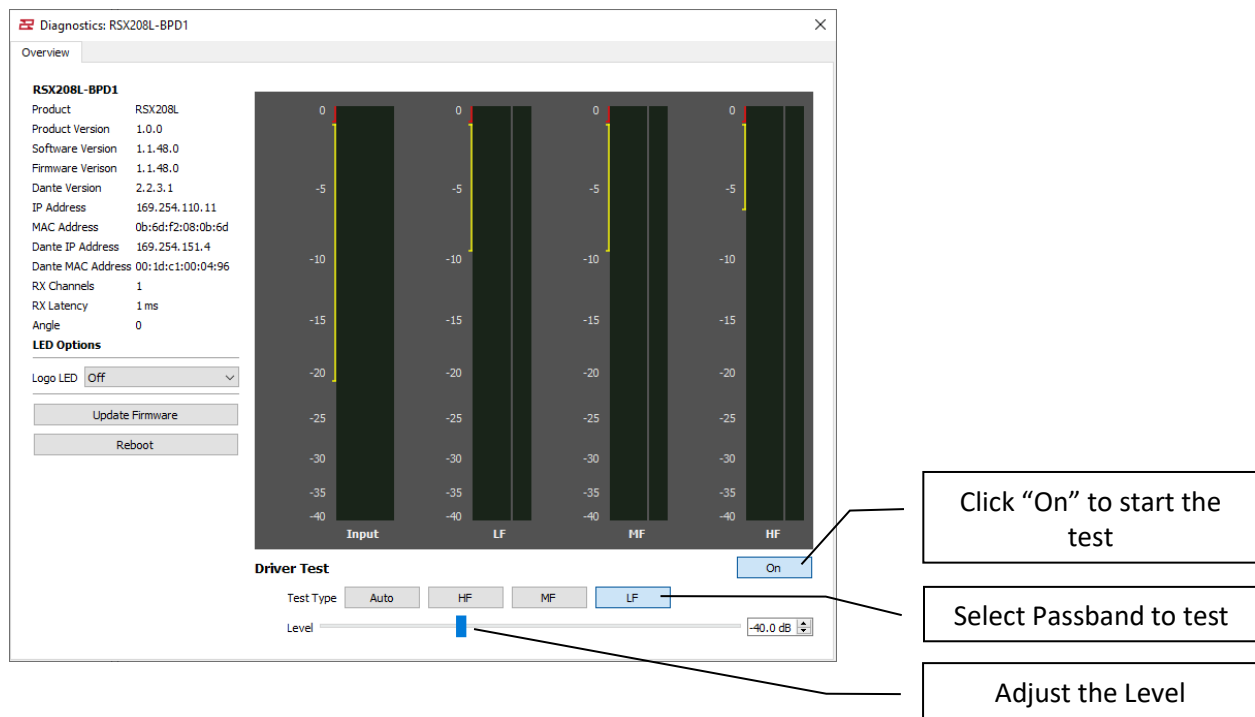 Diagnostics: RSX208L-BPD1
Overview
RSX208L-BPD1
Product RSX208L
Product Version 1.0.0
Software Version 1.1.48.0
Firmware Verison 1.1.48.0
Dante Version 2.2.3.1
IP Address 169.254.110.11
MAC Address 0b:6d:f2:08:0b:6d
Dante IP Address 169.254.151.4
Dante MAC Address 00:1d:c1:00:04:96
RX Channels 1
RX Latency 1 ms
Angle 0
LED Options
Logo LED Off
Update Firmware
Reboot
0 0 0 0
-5 -5 -5 -5
-10 -10 -10 -10
-15 -15 -15 -15
-20 -20 -20 -20
-25 -25 -25 -25
-30 -30 -30 -30
-35 -35 -35 -35
-40 -40 -40 -40
Input LF MF HF
Driver Test On
Test Type Auto HF MF LF
Level -40.0 dB
Click “On” to start the
test
Select Passband to test
Adjust the Level